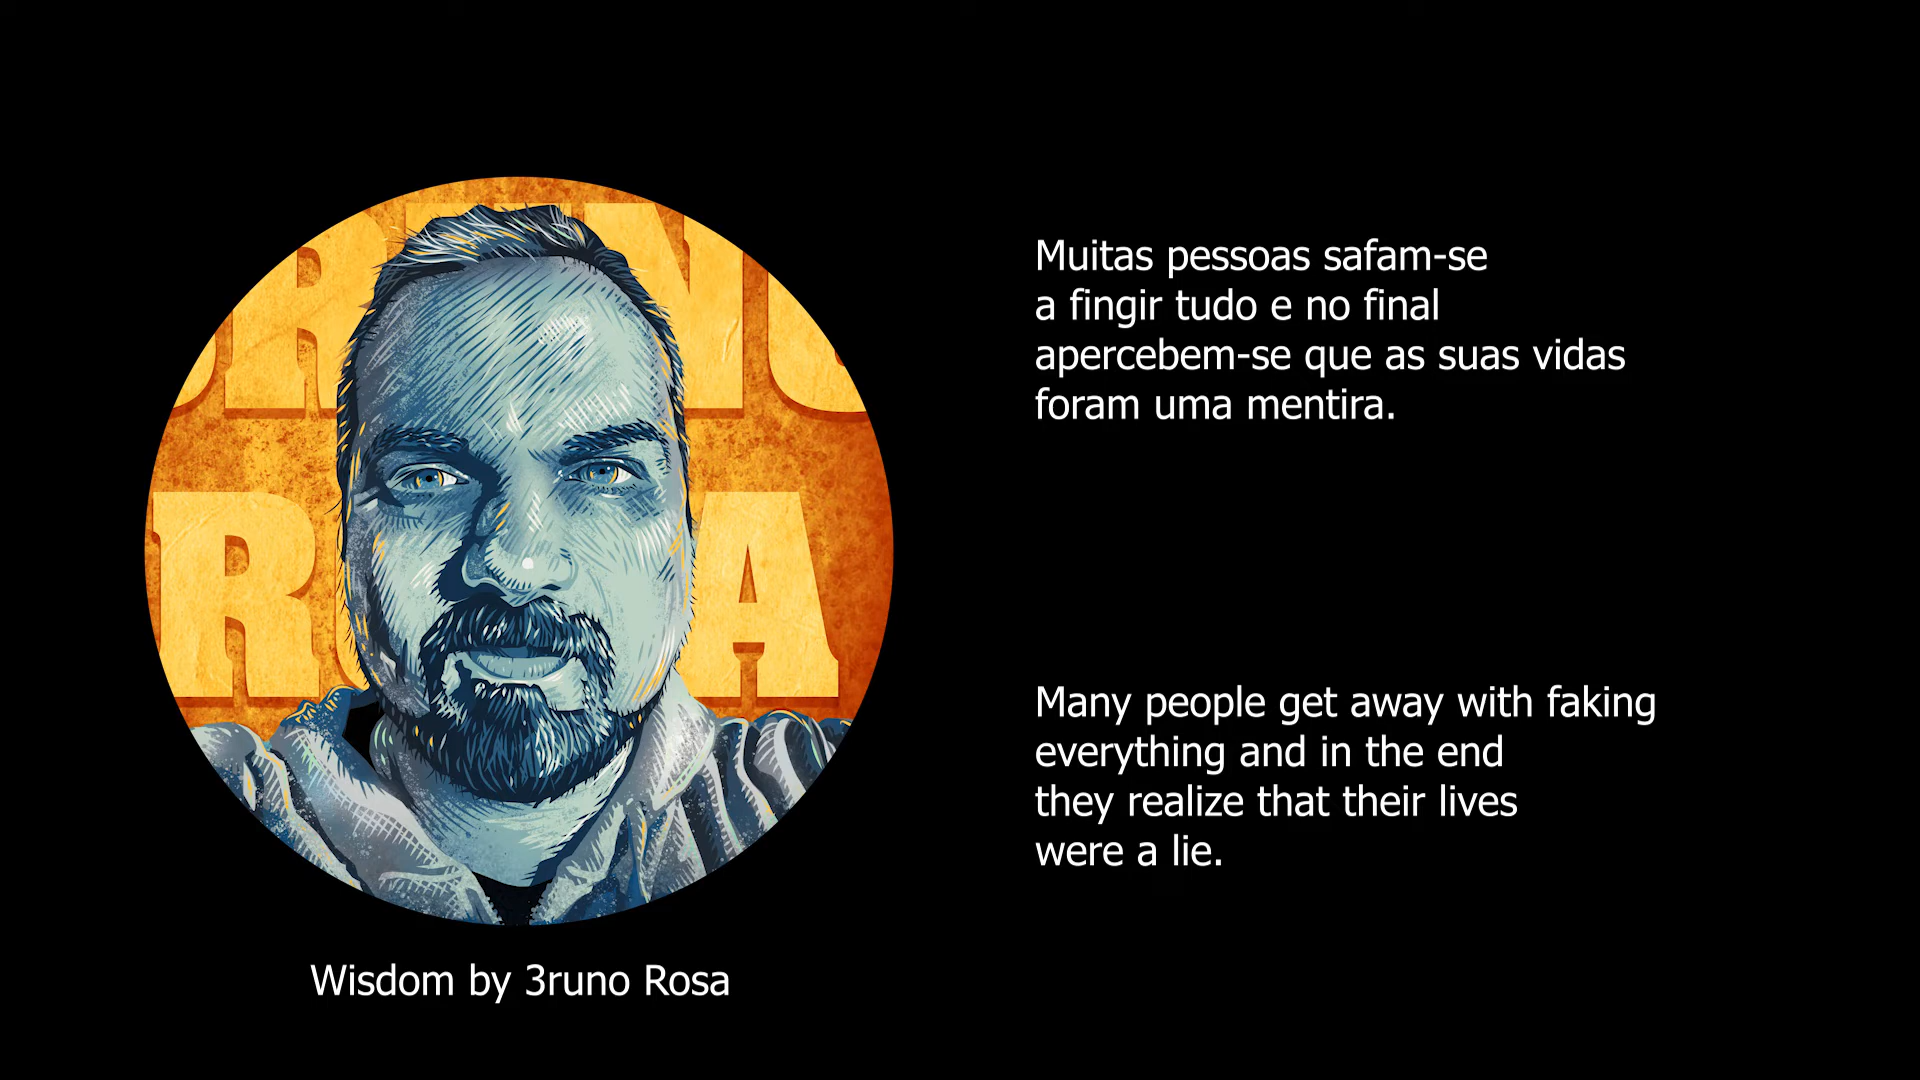 Muitas pessoas safam-se
a fingir tudo e no final
apercebem-se que as suas vidas
foram uma mentira.
Many people get away with faking
everything and in the end
they realize that their lives
were a lie.
Wisdom by 3runo Rosa